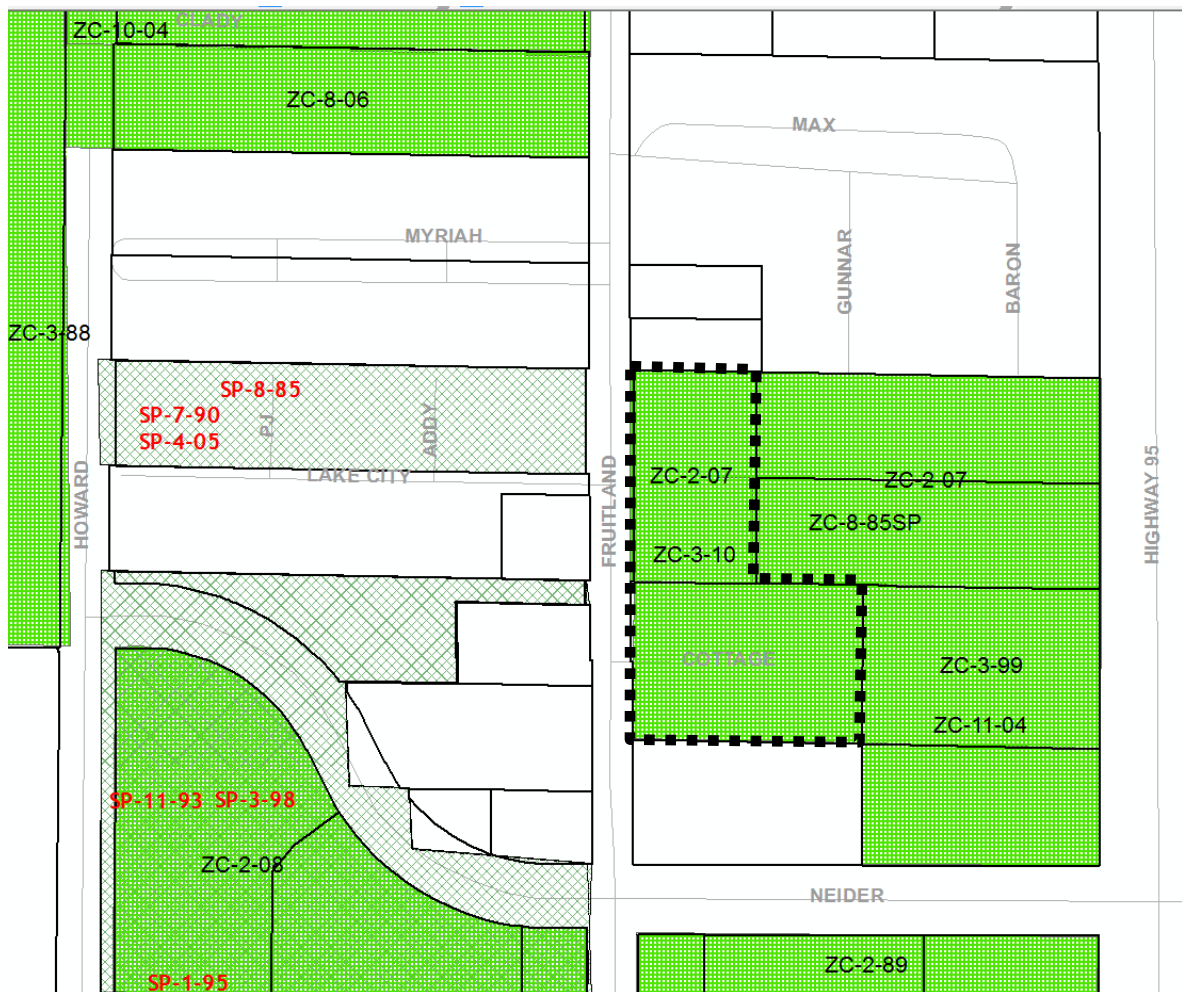 CLADY
ZC-10-04
ZC-8-06
MAX
MYRIAH
GUNNAR
BARON
ZC-3-88
SP-8-85
SP-7-90
SP-4-05
PJ
ADDY
LAKE CITY
HOWARD
FRUITLAND
HIGHWAY 95
ZC-2-07
ZC-2-07
ZC-8-85SP
ZC-3-10
COTTAGE
ZC-3-99
ZC-11-04
SP-11-93 SP-3-98
ZC-2-08
NEIDER
ZC-2-89
SP-1-95